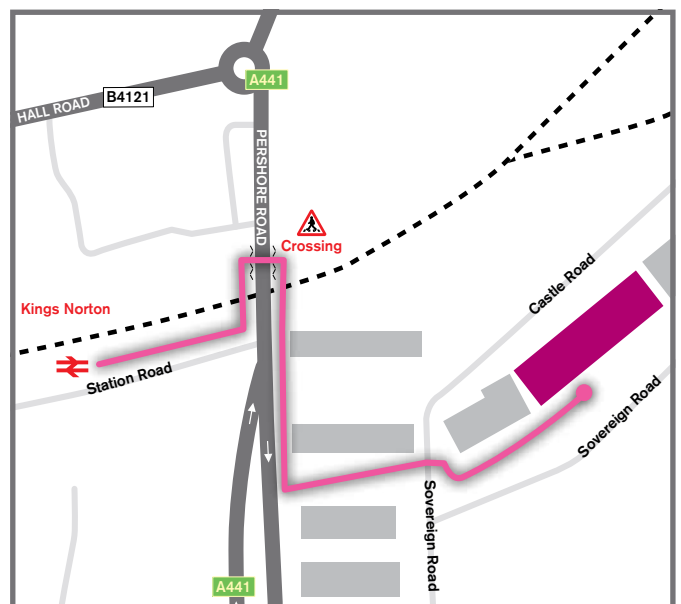 A441
B4121
HALL ROAD
PERSHORE ROAD
Crossing
Castle Road
Kings Norton
Station Road
Sovereign Road
Sovereign Road
A441